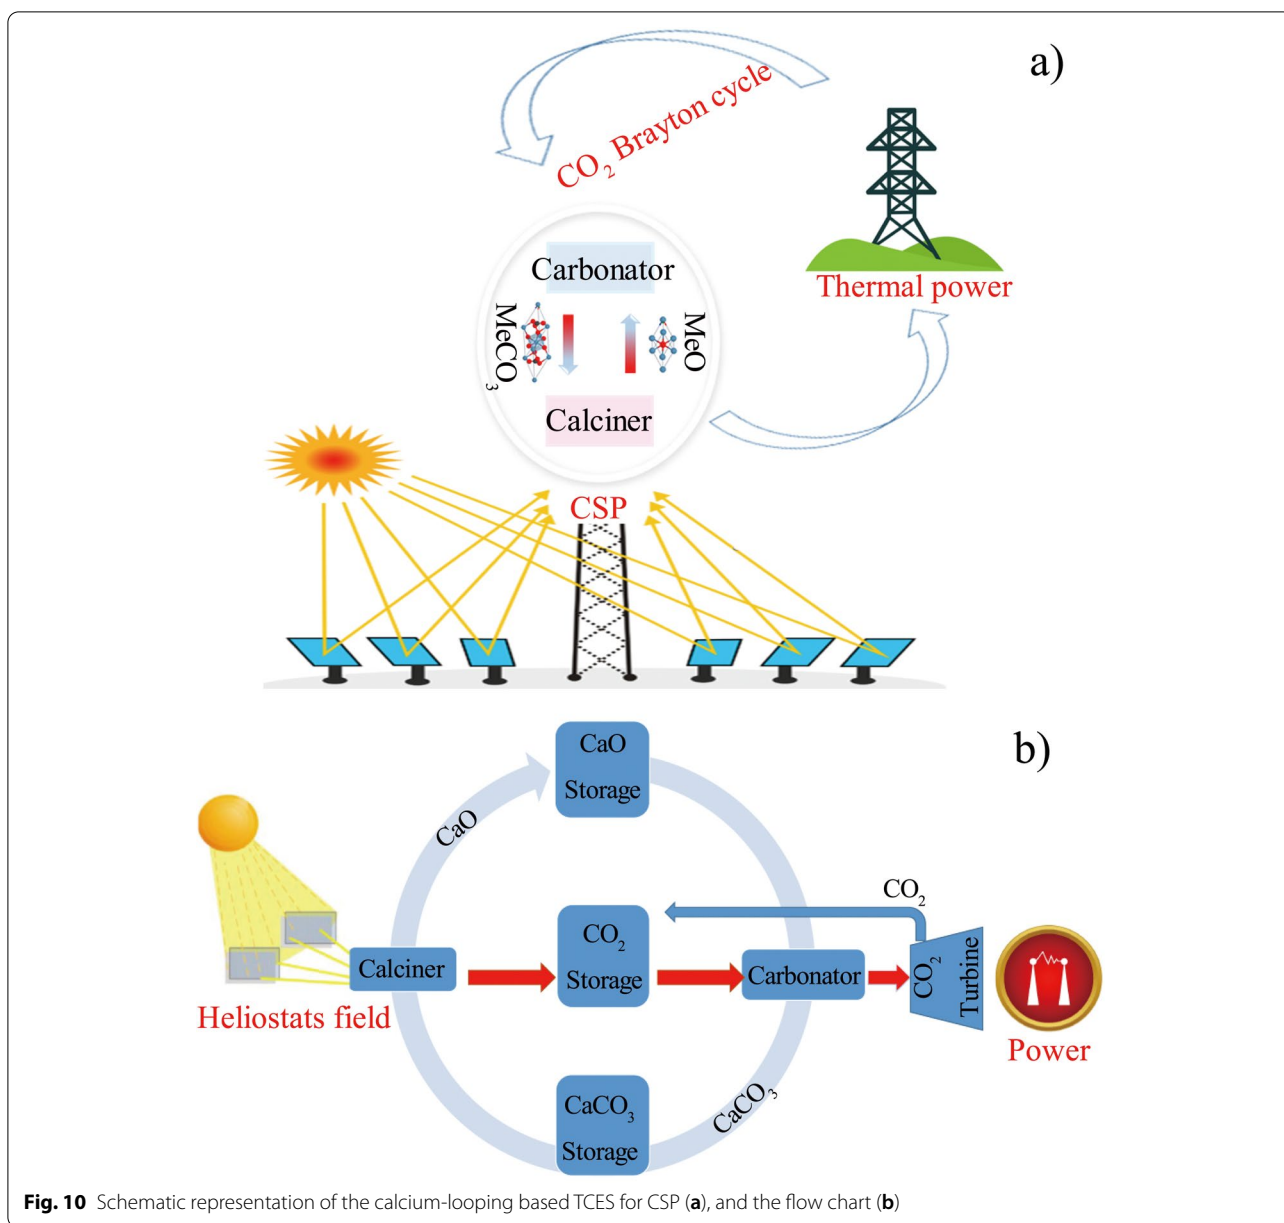 a)
CO₂ Brayton cycle
Thermal power
Carbonator
MeCO₃
MeO
Calciner
CSP
b)
CaO
Storage
CaO
CO₂
CO₂
Storage
Calciner
Carbonator
CO₂
Turbine
Heliostats field
Power
CaCO₃
Storage
CaCO₃
Fig. 10 Schematic representation of the calcium-looping based TCES for CSP (a), and the flow chart (b)